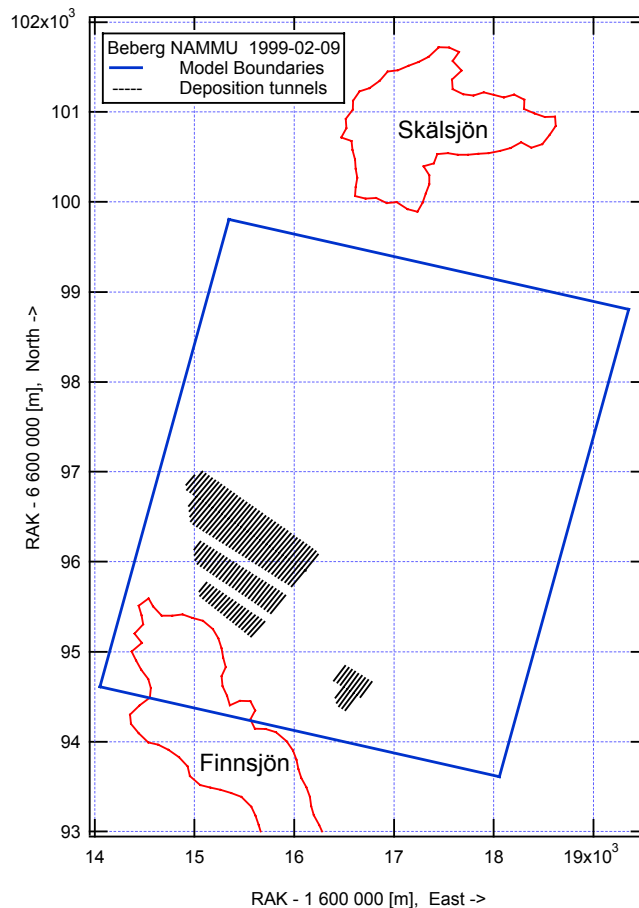 102x10³
Beberg NAMMU 1999-02-09
Model Boundaries
Deposition tunnels
101
Skälsjön
100
99
98
97
96
95
94
93
Finnsjön
RAK - 6 600 000 [m], North ->
14 15 16 17 18 19x10³
RAK - 1 600 000 [m], East ->